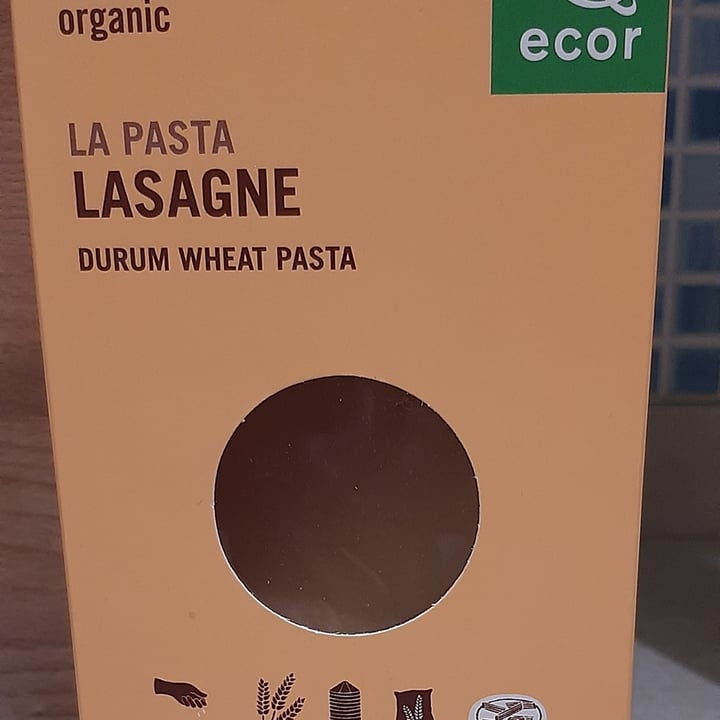 organic
ecor
LA PASTA
LASAGNE
DURUM WHEAT PASTA